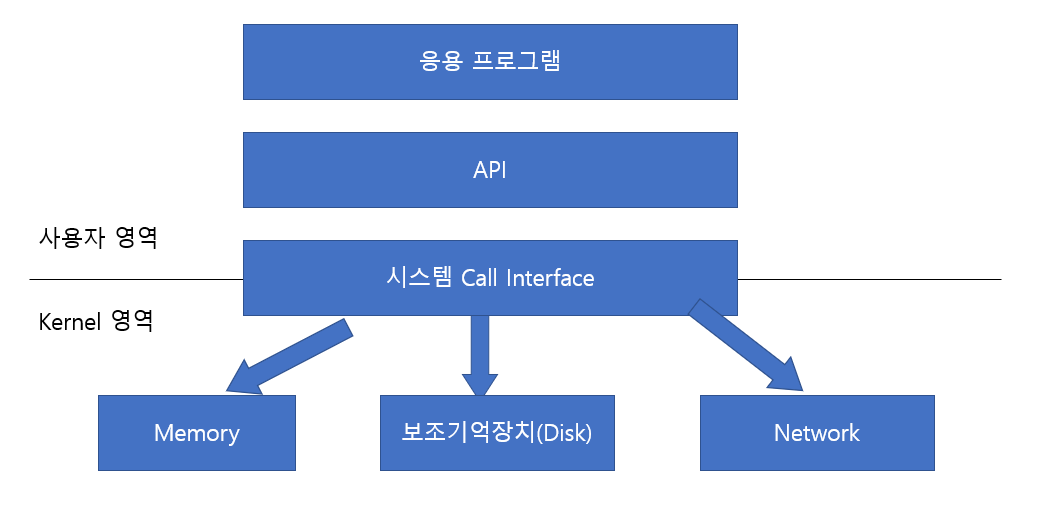 응용 프로그램
API
사용자 영역
시스템 Call Interface
Kernel 영역
Memory
보조기억장치(Disk)
Network